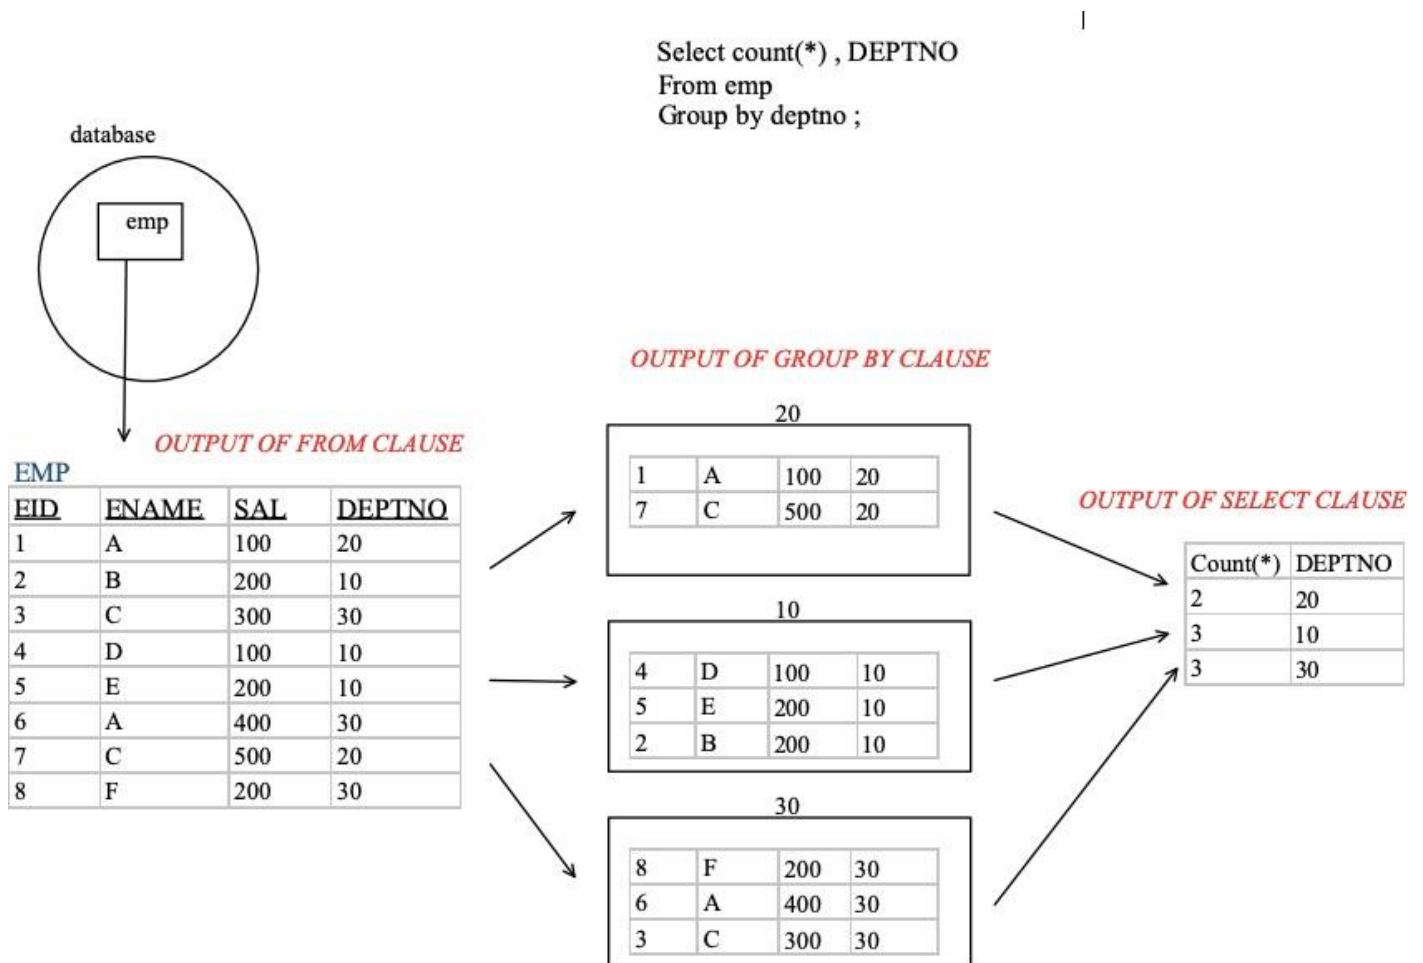 Select count(*) , DEPTNO
From emp
Group by deptno ;
database
emp
OUTPUT OF FROM CLAUSE
EMP
EID ENAME SAL DEPTNO
1 A 100 20
2 B 200 10
3 C 300 30
4 D 100 10
5 E 200 10
6 A 400 30
7 C 500 20
8 F 200 30
OUTPUT OF GROUP BY CLAUSE
20
1 A 100 20
7 C 500 20
10
4 D 100 10
5 E 200 10
2 B 200 10
30
8 F 200 30
6 A 400 30
3 C 300 30
OUTPUT OF SELECT CLAUSE
Count(*) DEPTNO
2 20
3 10
3 30